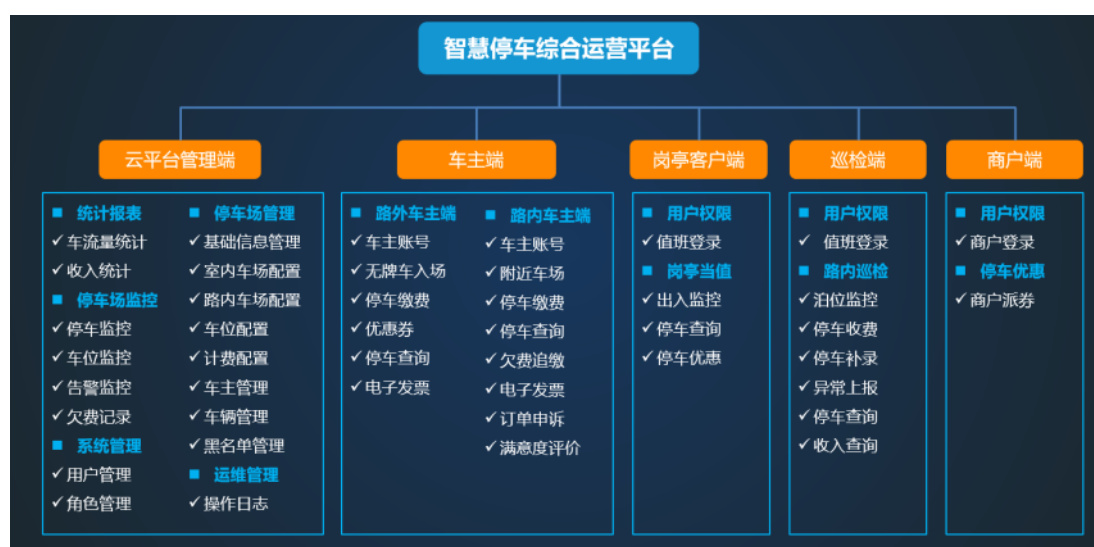 智慧停车综合运营平台
云平台管理端
车主端
岗亭客户端
巡检端
商户端
统计报表
车流量统计
收入统计
停车场监控
停车监控
车位监控
告警监控
欠费记录
系统管理
用户管理
角色管理
停车场管理
基础信息管理
室内车场配置
路内车场配置
车位配置
计费配置
车主管理
车辆管理
黑名单管理
运维管理
操作日志
路外车主端
车主账号
无牌车入场
停车缴费
优惠券
停车查询
电子发票
路内车主端
车主账号
附近车场
停车缴费
停车查询
欠费追缴
电子发票
订单申诉
满意度评价
用户权限
值班登录
岗亭当值
出入监控
停车查询
停车优惠
用户权限
值班登录
路内巡检
泊位监控
停车收费
停车补录
异常上报
停车查询
收入查询
用户权限
商户登录
停车优惠
商户派券